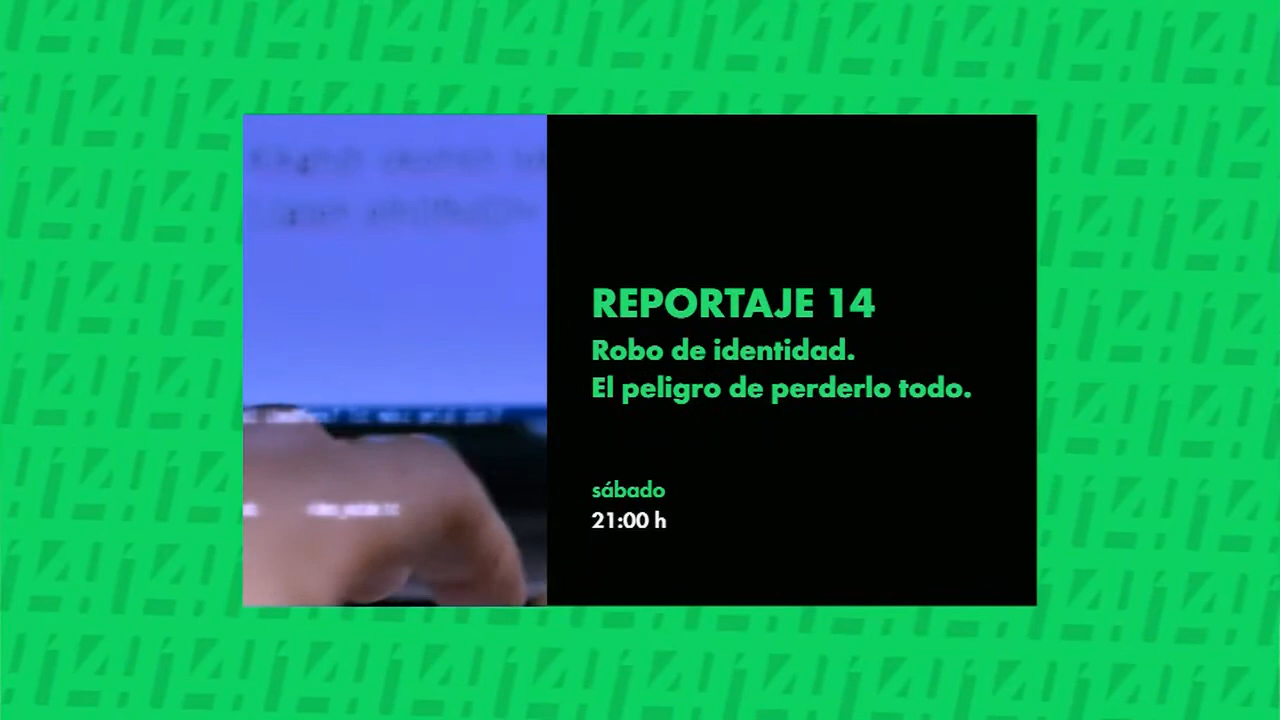 REPORTAJE 14
Robo de identidad.
El peligro de perderlo todo.
sábado
21:00 h